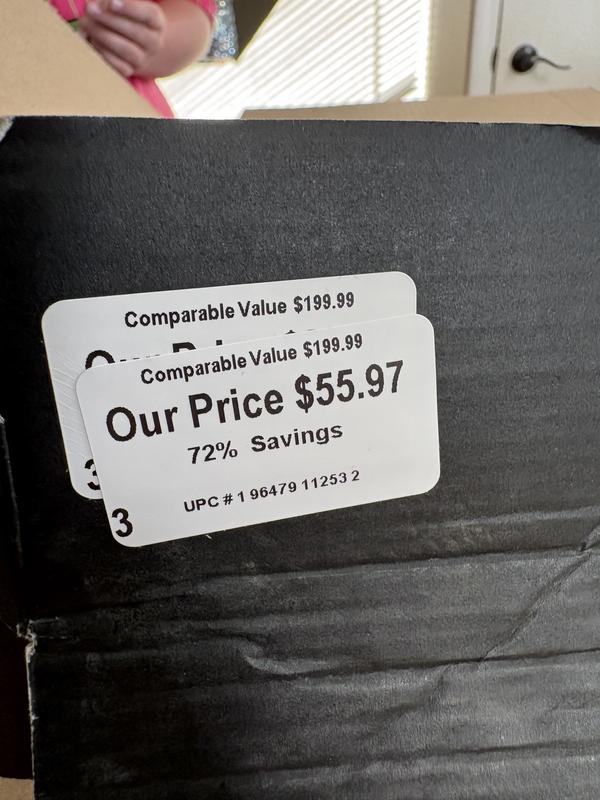 Comparable Value $199.99
Comparable Value $199.99
Our Price $55.97
72% Savings
UPC # 1 96479 11253 2
3
3